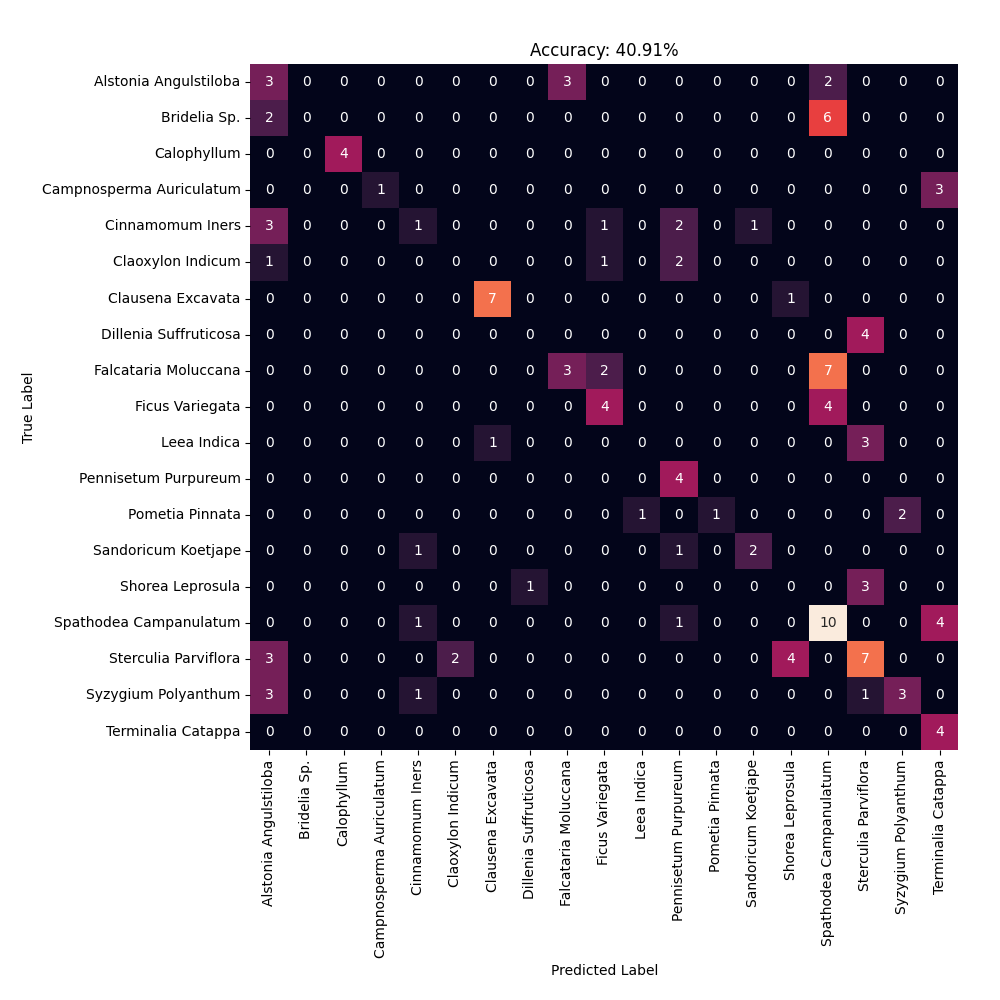 Accuracy: 40.91%
True Label
Alstonia Angulstiloba 3 0 0 0 0 0 0 0 3 0 0 0 0 0 0 2 0 0 0
Bridelia Sp. 2 0 0 0 0 0 0 0 0 0 0 0 0 0 0 6 0 0 0
Calophyllum 0 0 4 0 0 0 0 0 0 0 0 0 0 0 0 0 0 0 0
Campnosperma Auriculatum 0 0 0 1 0 0 0 0 0 0 0 0 0 0 0 0 0 0 3
Cinnamomum Iners 3 0 0 0 1 0 0 0 0 1 0 2 0 1 0 0 0 0 0
Claoxylon Indicum 1 0 0 0 0 0 0 0 0 1 0 2 0 0 0 0 0 0 0
Clausena Excavata 0 0 0 0 0 0 7 0 0 0 0 0 0 0 1 0 0 0 0
Dillenia Suffruticosa 0 0 0 0 0 0 0 0 0 0 0 0 0 0 0 0 4 0 0
Falcataria Moluccana 0 0 0 0 0 0 0 0 3 2 0 0 0 0 0 7 0 0 0
Ficus Variegata 0 0 0 0 0 0 0 0 0 4 0 0 0 0 0 4 0 0 0
Leea Indica 0 0 0 0 0 0 1 0 0 0 0 0 0 0 0 0 3 0 0
Pennisetum Purpureum 0 0 0 0 0 0 0 0 0 0 0 4 0 0 0 0 0 0 0
Pometia Pinnata 0 0 0 0 0 0 0 0 0 0 1 0 1 0 0 0 0 2 0
Sandoricum Koetjape 0 0 0 0 1 0 0 0 0 0 0 1 0 2 0 0 0 0 0
Shorea Leprosula 0 0 0 0 0 0 0 1 0 0 0 0 0 0 0 0 3 0 0
Spathodea Campanulatum 0 0 0 0 1 0 0 0 0 0 0 1 0 0 0 10 0 0 4
Sterculia Parviflora 3 0 0 0 0 2 0 0 0 0 0 0 0 0 4 0 7 0 0
Syzygium Polyanthum 3 0 0 0 1 0 0 0 0 0 0 0 0 0 0 0 1 3 0
Terminalia Catappa 0 0 0 0 0 0 0 0 0 0 0 0 0 0 0 0 0 0 4
Alstonia Angulstiloba
Bridelia Sp.
Calophyllum
Campnosperma Auriculatum
Cinnamomum Iners
Claoxylon Indicum
Clausena Excavata
Dillenia Suffruticosa
Falcataria Moluccana
Ficus Variegata
Leea Indica
Pennisetum Purpureum
Pometia Pinnata
Sandoricum Koetjape
Shorea Leprosula
Spathodea Campanulatum
Sterculia Parviflora
Syzygium Polyanthum
Terminalia Catappa
Predicted Label